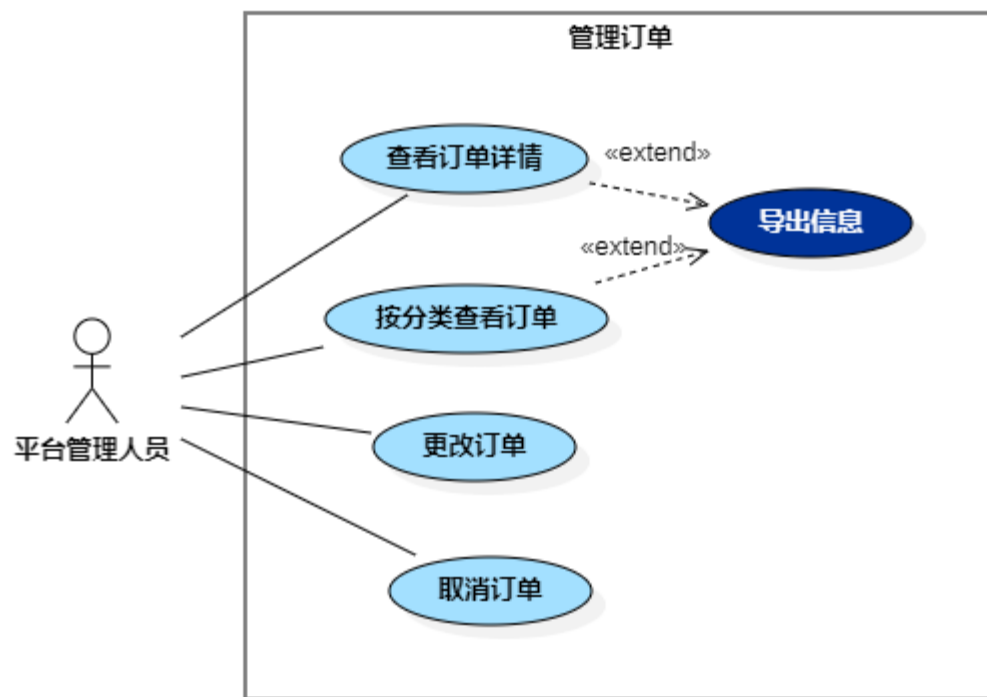 管理订单
查看订单详情
«extend»
导出信息
«extend»
按分类查看订单
平台管理人员
更改订单
取消订单